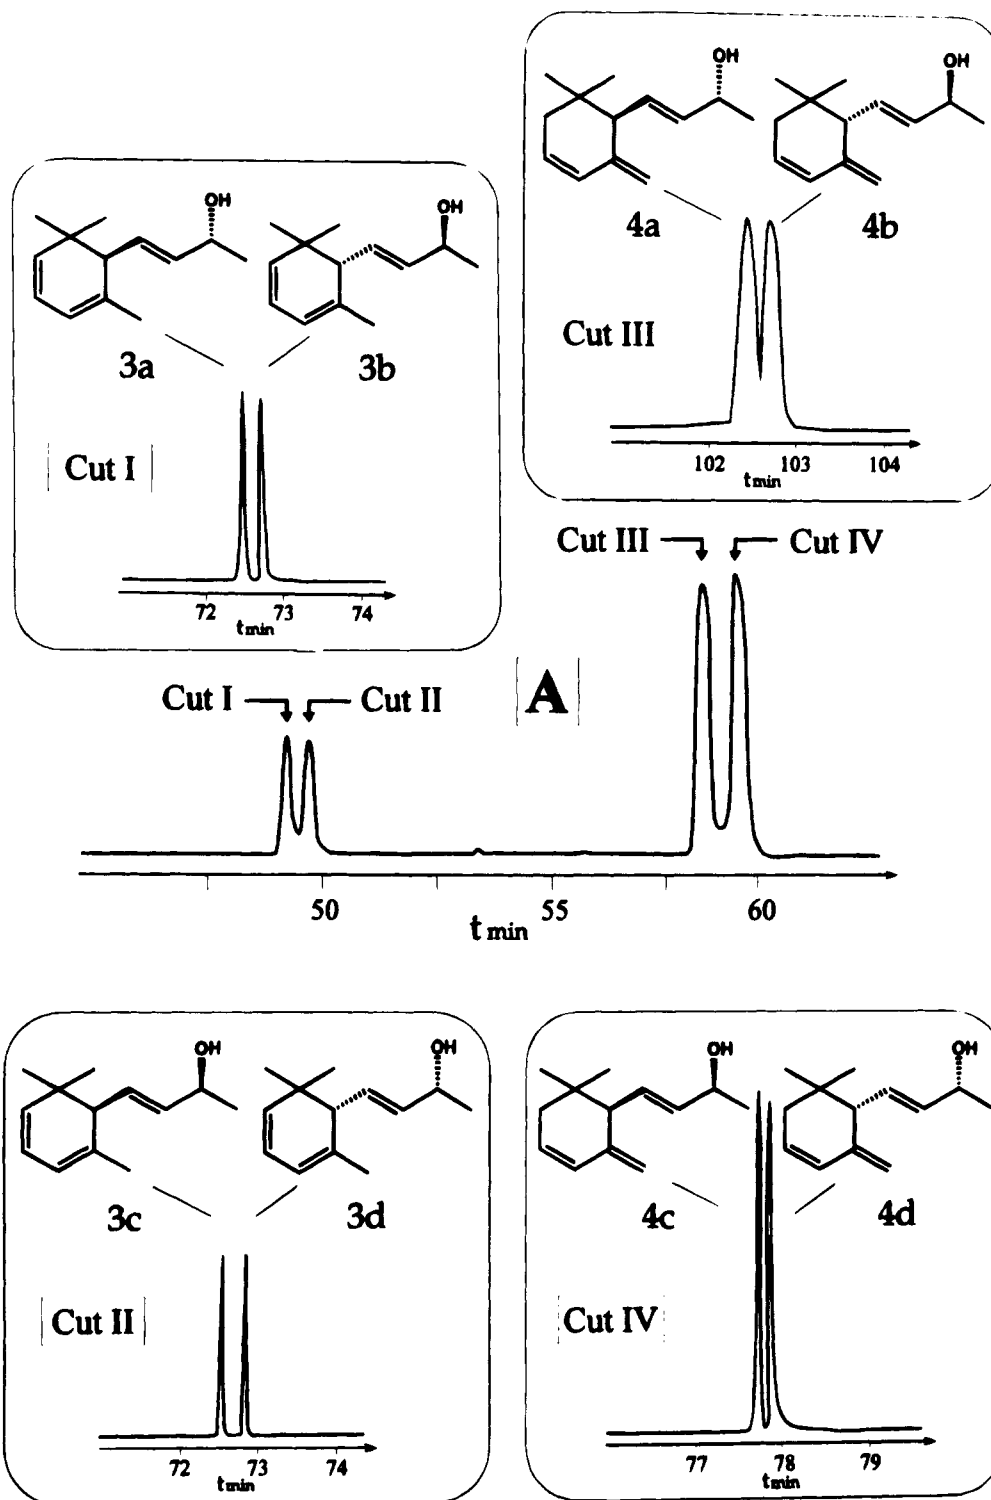 OH
OH
4a
4b
Cut III
102 103 104
t min
OH
OH
3a
3b
Cut I
72 73 74
t min
Cut III
Cut IV
Cut I
Cut II
A
50 55 60
t min
OH
OH
3c
3d
Cut II
72 73 74
t min
OH
OH
4c
4d
Cut IV
77 78 79
t min